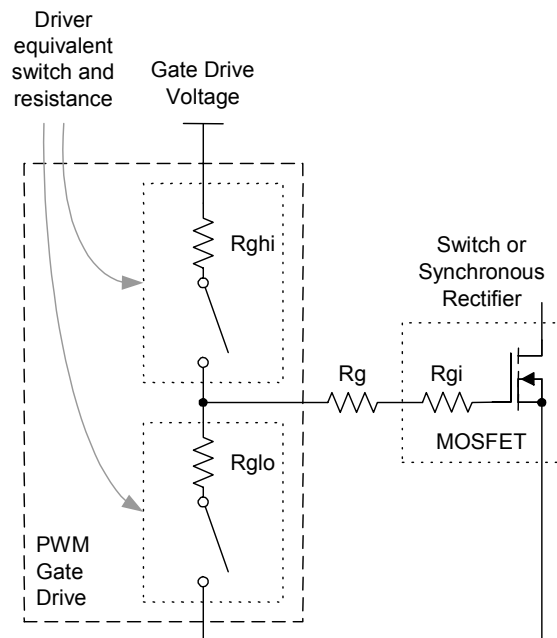 Driver
equivalent
switch and
resistance
Gate Drive
Voltage
Rghi
Switch or
Synchronous
Rectifier
Rg
Rgi
MOSFET
Rglo
PWM
Gate
Drive